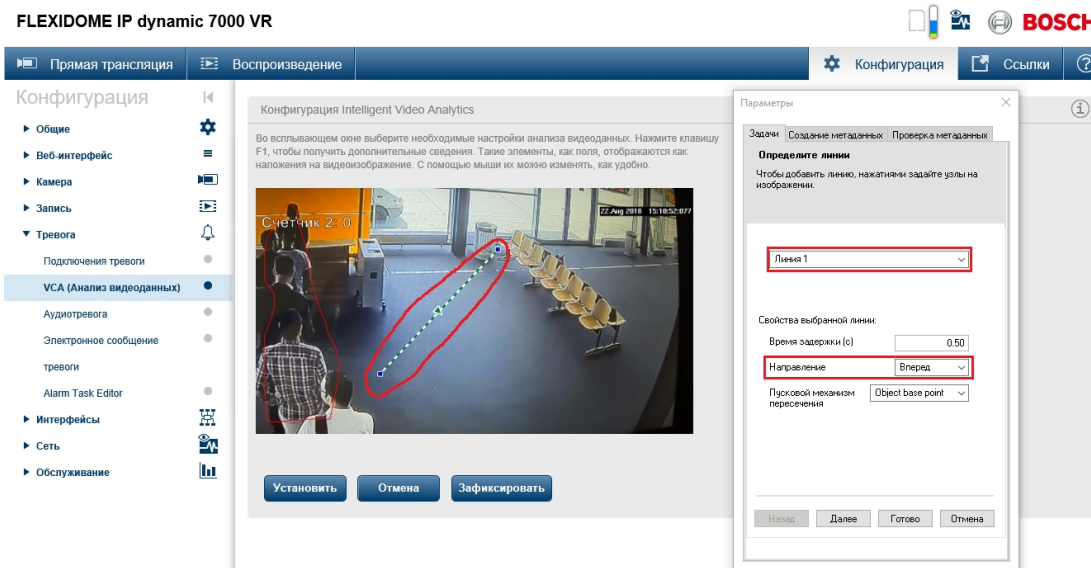 FLEXIDOME IP dynamic 7000 VR
BOSCH
Прямая трансляция
Воспроизведение
Конфигурация
Ссылки
Конфигурация
Общие
Веб-интерфейс
Камера
Запись
Тревога
Подключения тревоги
VCA (Анализ видеоданных)
Аудиотревога
Электронное сообщение
тревоги
Alarm Task Editor
Интерфейсы
Сеть
Обслуживание
Конфигурация Intelligent Video Analytics
Во всплывающем окне выберите необходимые настройки анализа видеоданных. Нажмите клавишу
F1, чтобы получить дополнительные сведения. Такие элементы, как поля, отображаются как
наложения на видеоизображение. С помощью мыши их можно изменять, как удобно.
22.Aug 2018 15:10:52:077
Счетчик 2: 0
Установить
Отмена
Зафиксировать
Параметры
Задачи
Создание метаданных
Проверка метаданных
Определите линии
Чтобы добавить линию, нажатиями задайте узлы на
изображении.
Линия 1
Свойства выбранной линии:
Время задержки (с) 0.50
Направление Вперед
Пусковой механизм Object base point
пересечения
Назад
Далее
Готово
Отмена